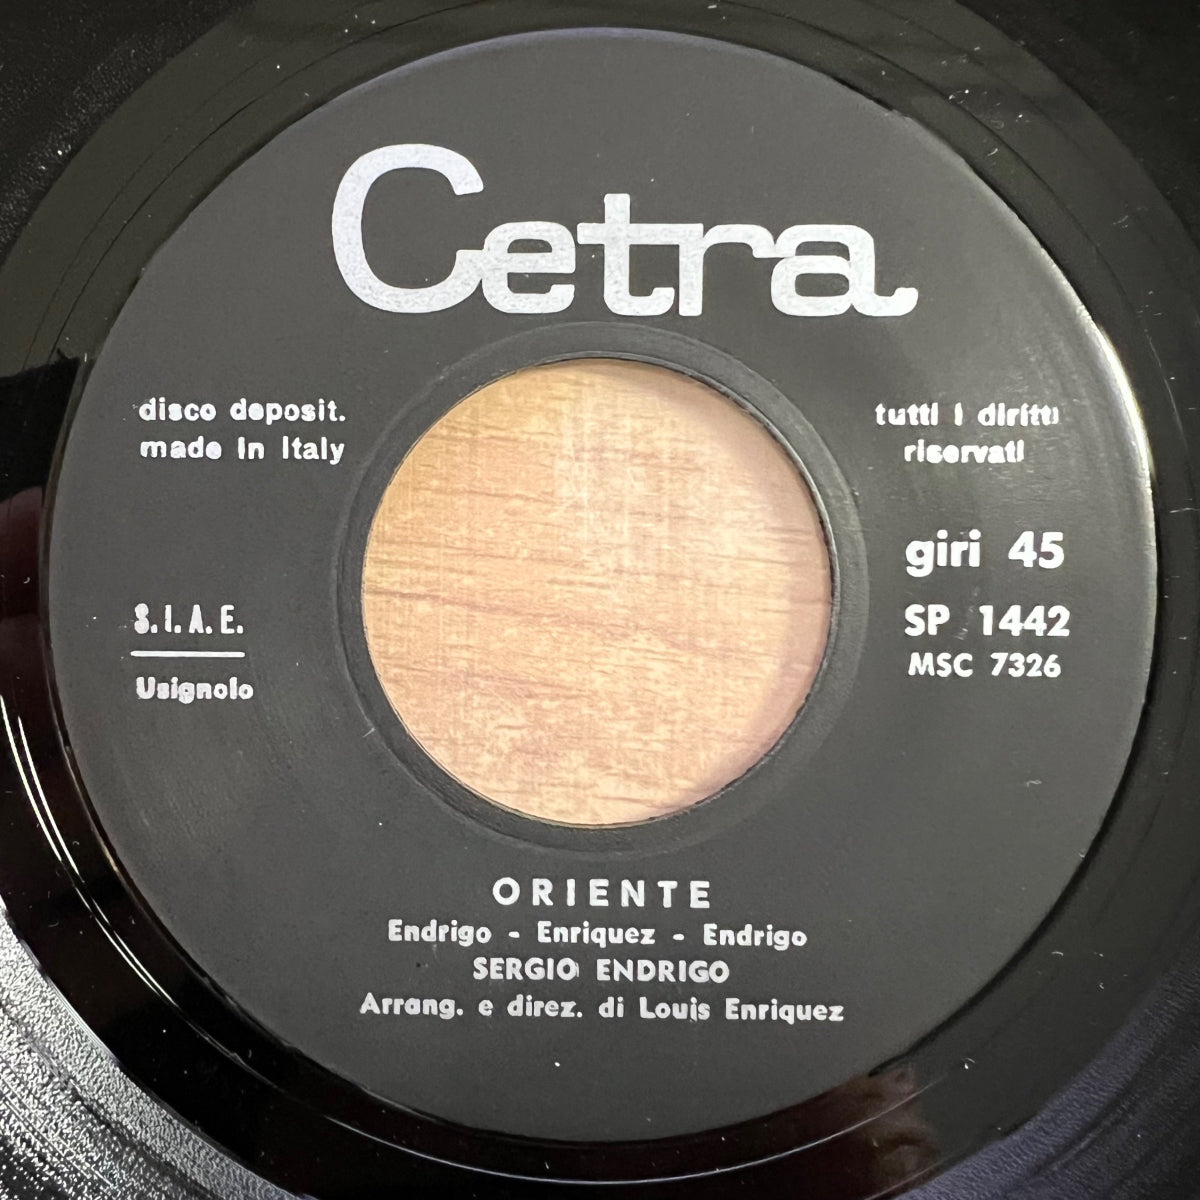 Cetra
disco deposit.
made in Italy
tutti i diritti
riservati
giri 45
SP 1442
MSC 7326
S.I.A.E.
Usignolo
ORIENTE
Endrigo - Enriquez - Endrigo
SERGIO ENDRIGO
Arrang. e direz. di Louis Enriquez